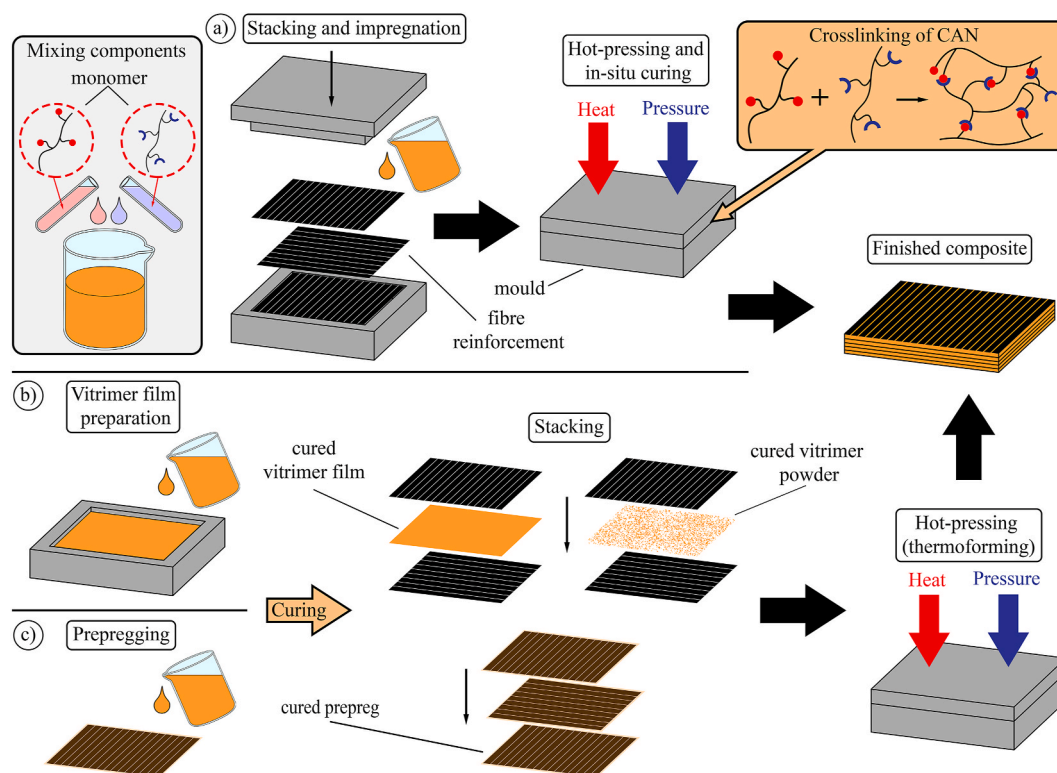 Mixing components
monomer
a)
Stacking and impregnation
fibre
reinforcement
Hot-pressing and
in-situ curing
Heat
Pressure
mould
Crosslinking of CAN
Finished composite
b)
Vitrimer film
preparation
Stacking
cured
vitrimer film
cured vitrimer
powder
Curing
c)
Prepregging
cured prepreg
Hot-pressing
(thermoforming)
Heat
Pressure